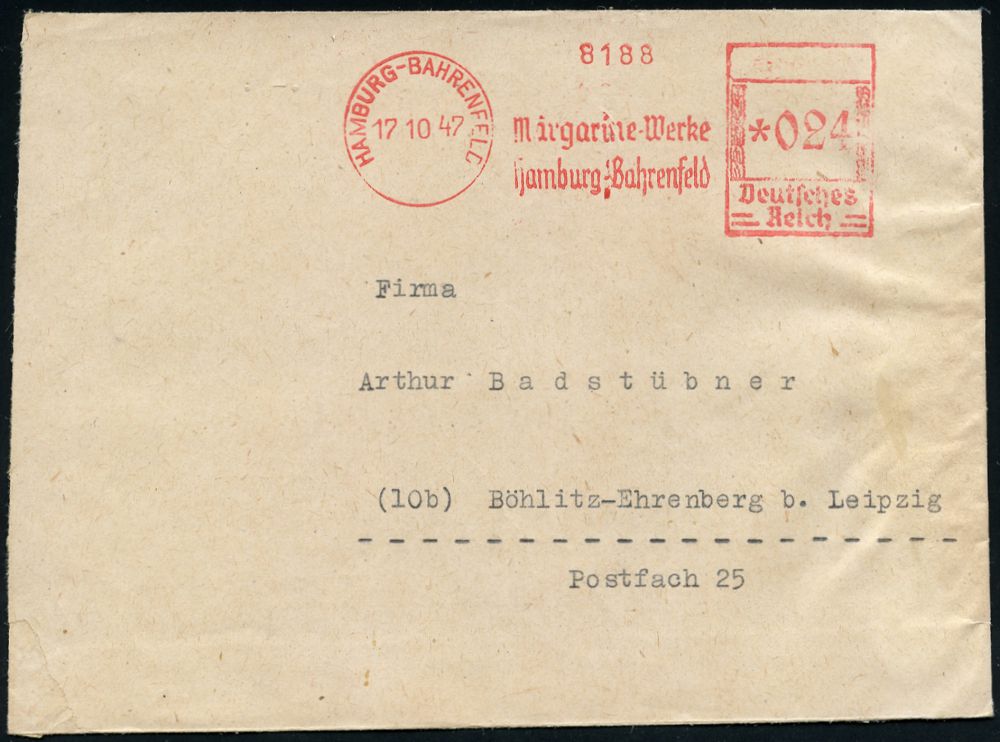 8188
HAMBURG-BAHRENFELD
17 10 47
Margarine-Werke
Hamburg-Bahrenfeld
*024
Deutsches
Reich
Firma
Arthur Badstübner
(10b) Böhlitz-Ehrenberg b. Leipzig
Postfach 25